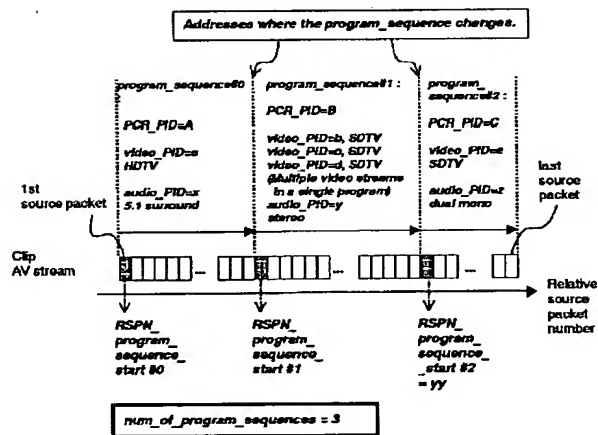 Addresses where the program_sequence changes.
program_sequence#0
PCR_PID=A
video_PID=a
HDTV
audio_PID=x
5.1 surround
program_sequence#1 :
PCR_PID=B
video_PID=b, SDTV
video_PID=c, SDTV
video_PID=d, SDTV
(Multiple video streams
in a single program)
audio_PID=y
stereo
program_
sequence#2 :
PCR_PID=C
video_PID=e
SDTV
audio_PID=z
dual mono
1st
source packet
last
source
packet
Clip
AV stream
...
...
...
Relative
source
packet
number
RSPN_
program_
sequence_
start #0
RSPN_
program_
sequence_
start #1
RSPN_
program_
sequence
_start #2
= yy
num_of_program_sequences = 3